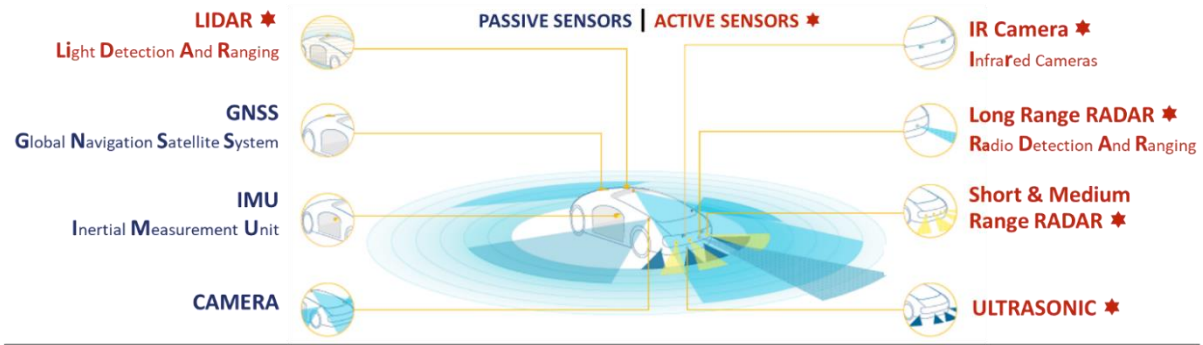 PASSIVE SENSORS | ACTIVE SENSORS ✶
LIDAR ✶
Light Detection And Ranging
GNSS
Global Navigation Satellite System
IMU
Inertial Measurement Unit
CAMERA
IR Camera ✶
Infrared Cameras
Long Range RADAR ✶
Radio Detection And Ranging
Short & Medium
Range RADAR ✶
ULTRASONIC ✶